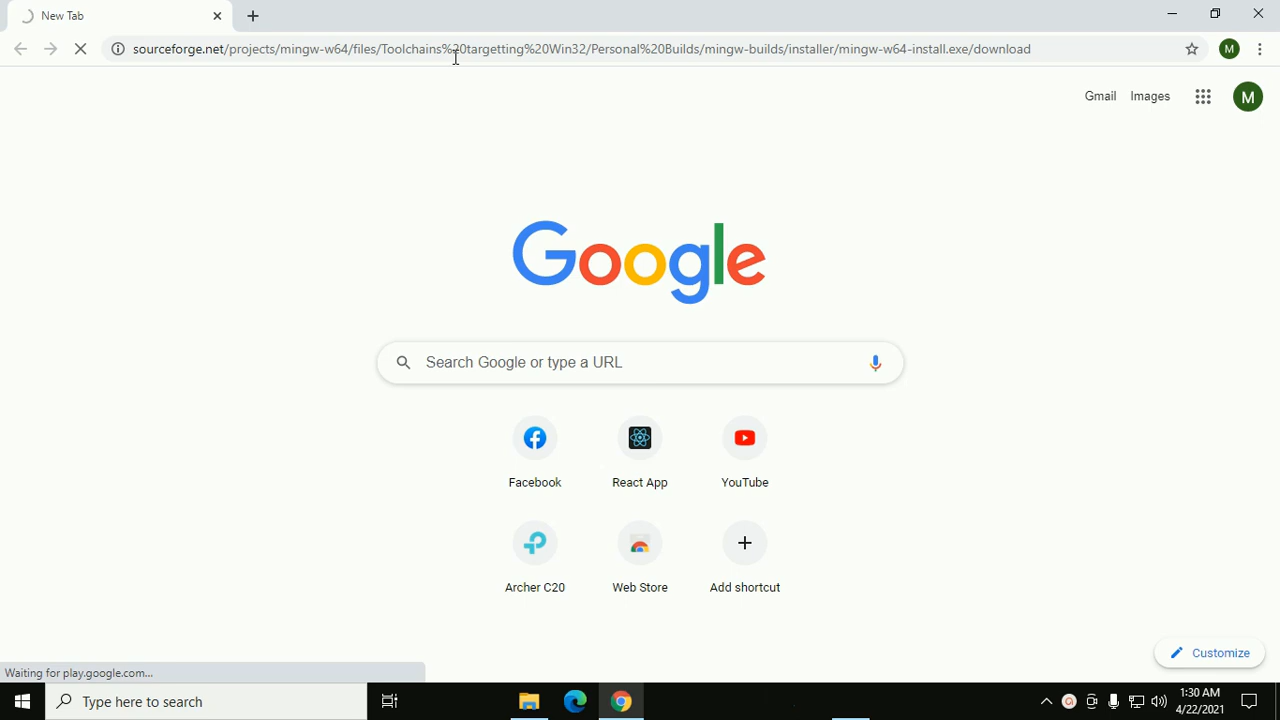 New Tab
sourceforge.net/projects/mingw-w64/files/Toolchains%20targetting%20Win32/Personal%20Builds/mingw-builds/installer/mingw-w64-install.exe/download
M
Gmail Images M
Google
Search Google or type a URL
Facebook React App YouTube
Archer C20 Web Store Add shortcut
Customize
Waiting for play.google.com...
Type here to search
1:30 AM
4/22/2021